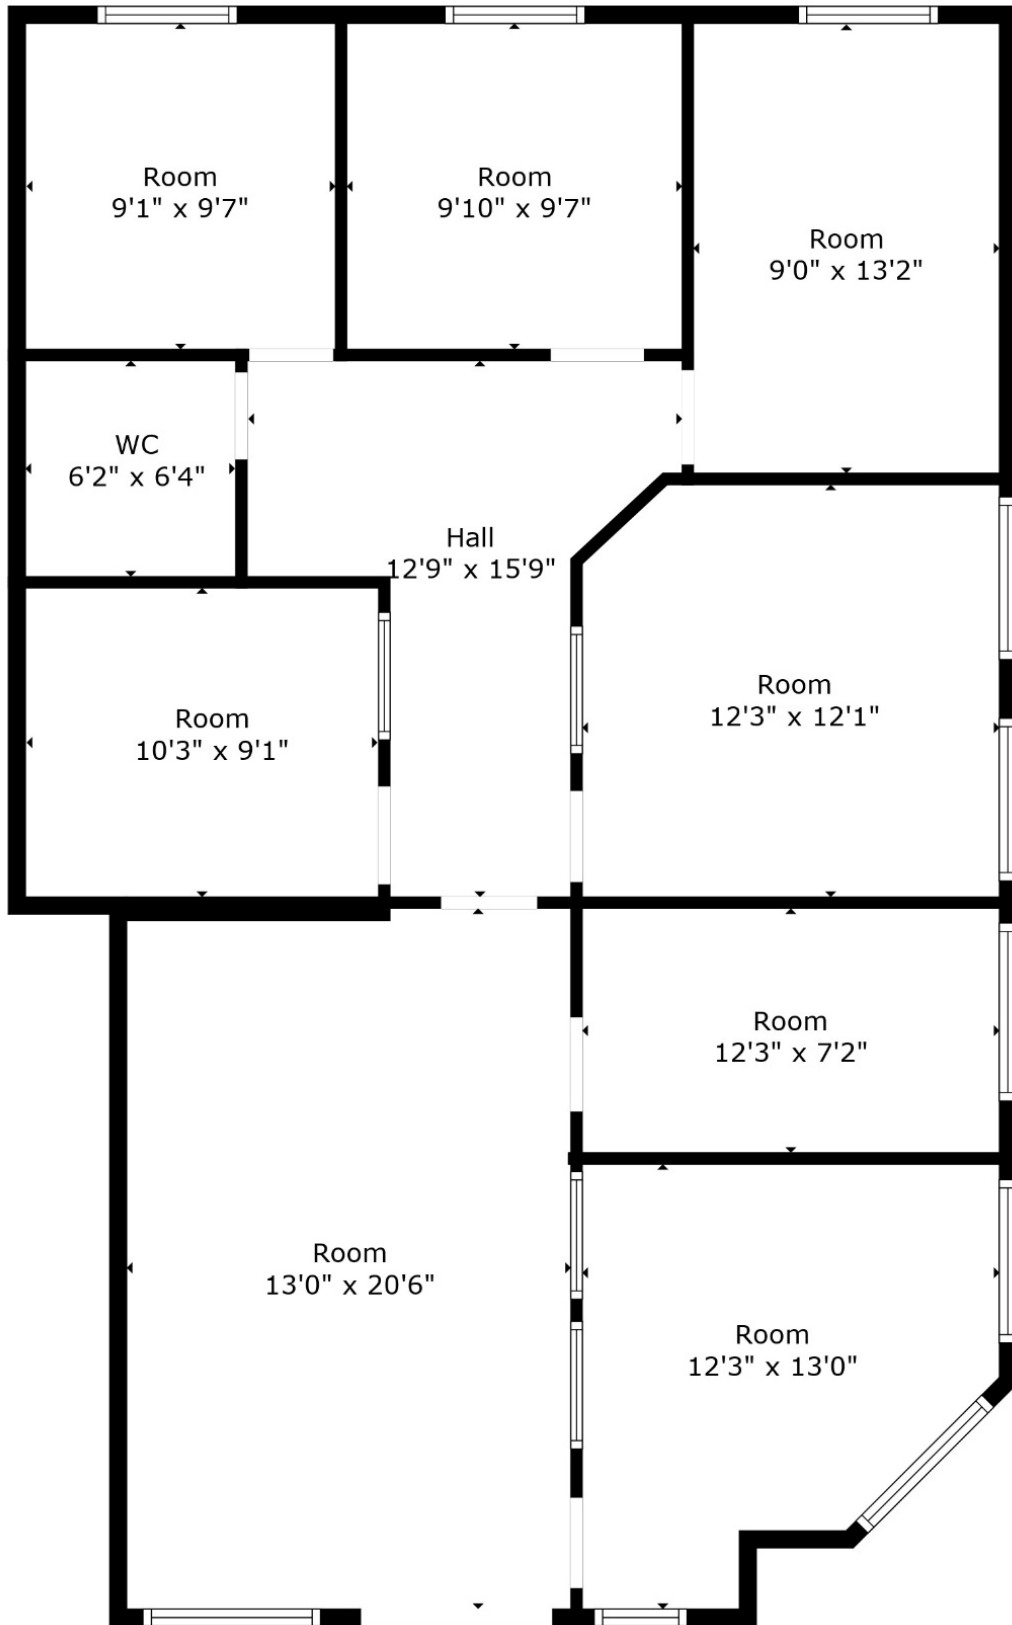 Room
9'1" x 9'7"
Room
9'10" x 9'7"
Room
9'0" x 13'2"
WC
6'2" x 6'4"
Hall
12'9" x 15'9"
Room
10'3" x 9'1"
Room
12'3" x 12'1"
Room
12'3" x 7'2"
Room
13'0" x 20'6"
Room
12'3" x 13'0"